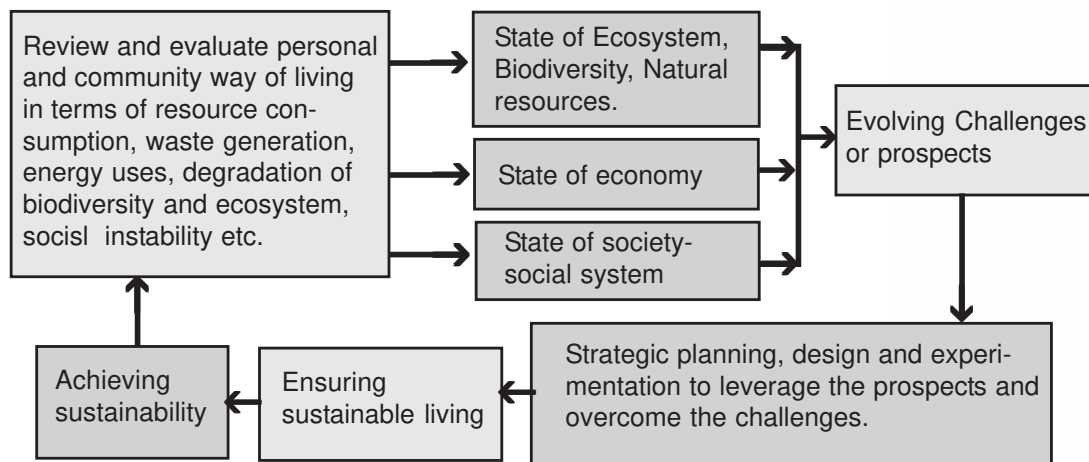 Review and evaluate personal
and community way of living
in terms of resource con-
sumption, waste generation,
energy uses, degradation of
biodiversity and ecosystem,
socisl instability etc.
State of Ecosystem,
Biodiversity, Natural
resources.
State of economy
State of society-
social system
Evolving Challenges
or prospects
Strategic planning, design and experi-
mentation to leverage the prospects and
overcome the challenges.
Ensuring
sustainable living
Achieving
sustainability